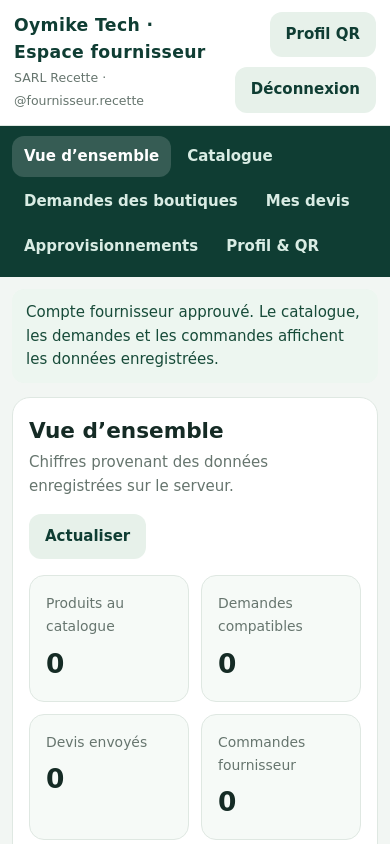 Oymike Tech ·
Espace fournisseur
SARL Recette ·
@fournisseur.recette
Profil QR
Déconnexion
Vue d’ensemble
Catalogue
Demandes des boutiques
Mes devis
Approvisionnements
Profil & QR
Compte fournisseur approuvé. Le catalogue,
les demandes et les commandes affichent
les données enregistrées.
Vue d’ensemble
Chiffres provenant des données
enregistrées sur le serveur.
Actualiser
Produits au
catalogue
0
Demandes
compatibles
0
Devis envoyés
0
Commandes
fournisseur
0